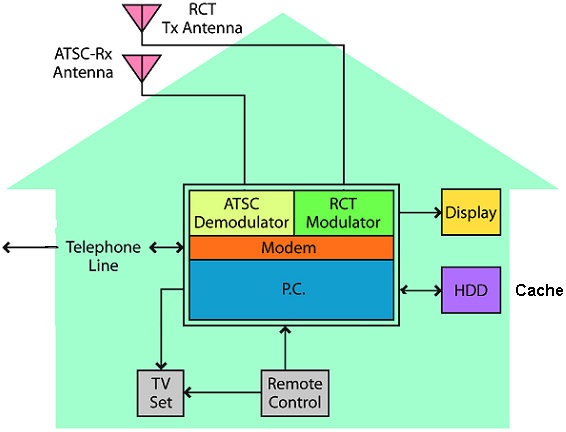 RCT
Tx Antenna
ATSC-Rx
Antenna
ATSC
Demodulator
RCT
Modulator
Display
Telephone
Line
Modem
P.C.
HDD
Cache
TV
Set
Remote
Control